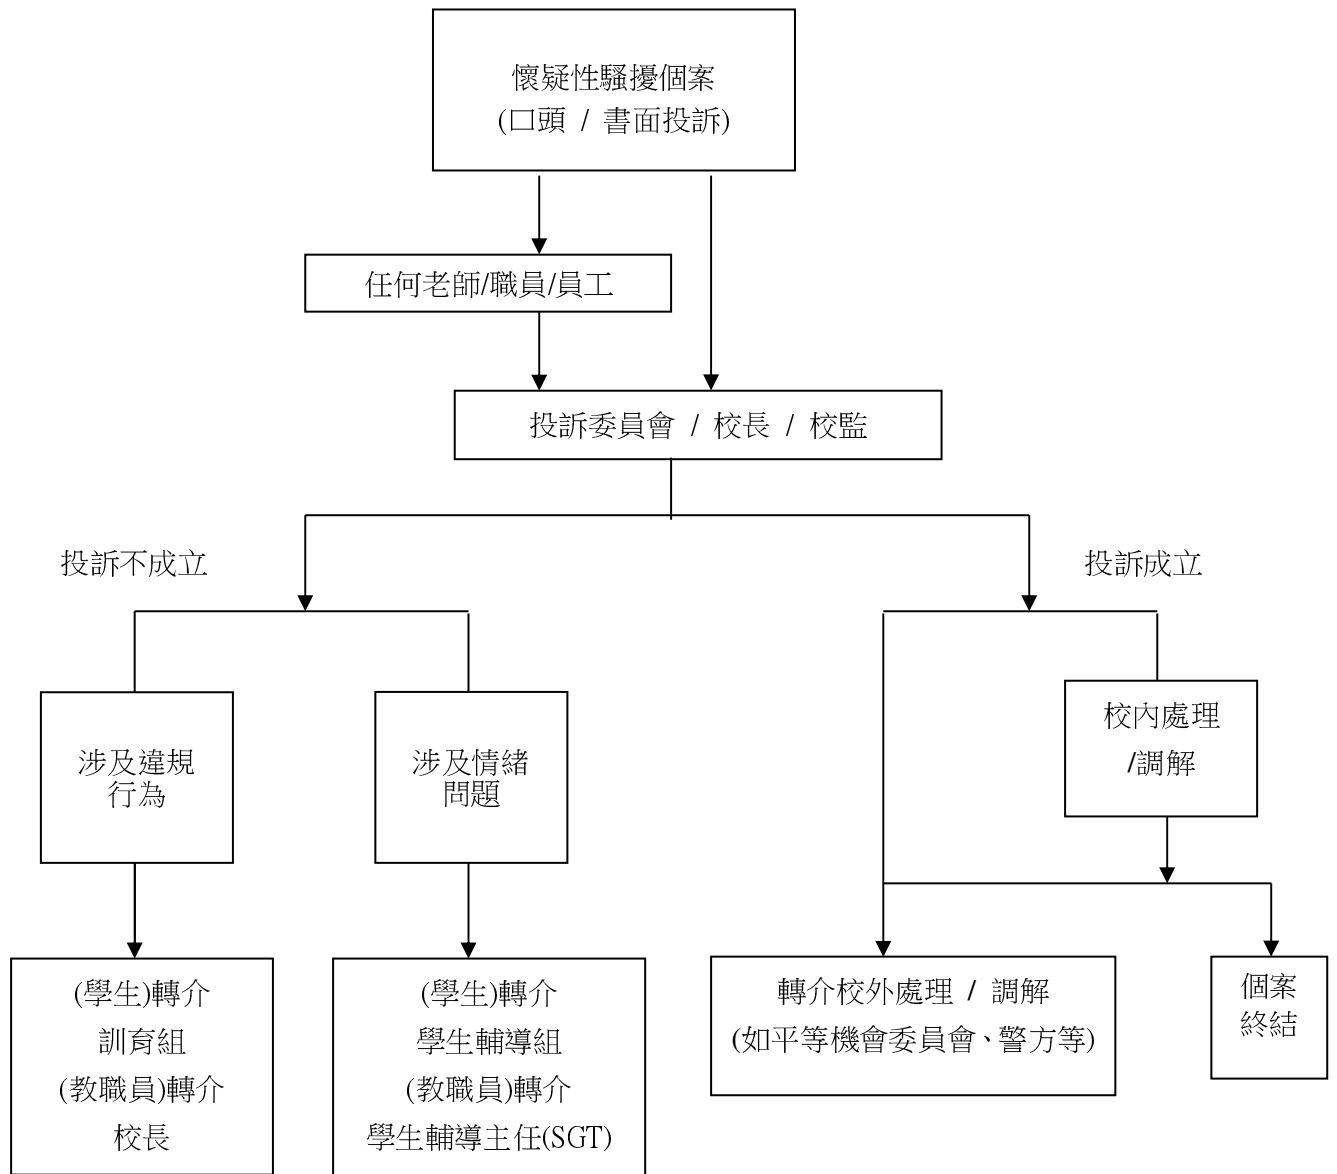 懷疑性騷擾個案
(口頭 / 書面投訴)
任何老師/職員/員工
投訴委員會 / 校長 / 校監
投訴不成立
投訴成立
涉及違規
行為
涉及情緒
問題
校內處理
/調解
(學生)轉介
訓育組
(教職員)轉介
校長
(學生)轉介
學生輔導組
(教職員)轉介
學生輔導主任(SGT)
轉介校外處理 / 調解
(如平等機會委員會、警方等)
個案
終結